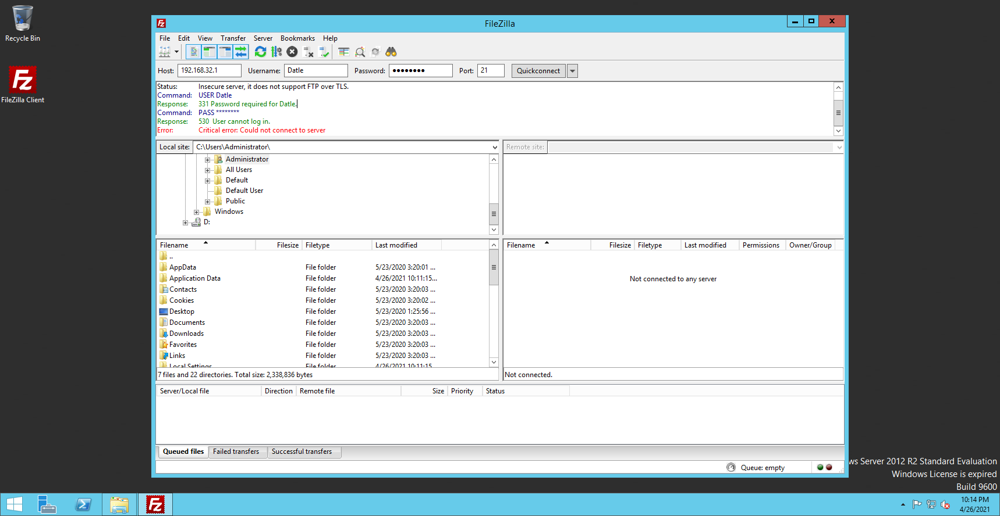 Recycle Bin
FileZilla Client
FileZilla
File Edit View Transfer Server Bookmarks Help
Host: 192.168.32.1 Username: Datle Password: ●●●●●●●● Port: 21 Quickconnect
Status: Insecure server, it does not support FTP over TLS.
Command: USER Datle
Response: 331 Password required for Datle.
Command: PASS ********
Response: 530 User cannot log in.
Error: Critical error: Could not connect to server
Local site: C:\Users\Administrator\
Administrator
All Users
Default
Default User
Public
Windows
D:
Remote site:
Filename Filesize Filetype Last modified
..
AppData File folder 5/23/2020 3:20:01 ...
Application Data File folder 4/26/2021 10:11:15...
Contacts File folder 5/23/2020 3:20:03 ...
Cookies File folder 5/23/2020 3:20:02 ...
Desktop File folder 5/23/2020 1:25:56 ...
Documents File folder 5/23/2020 3:20:03 ...
Downloads File folder 5/23/2020 3:20:03 ...
Favorites File folder 5/23/2020 3:20:03 ...
Links File folder 5/23/2020 3:20:03 ...
Local Settings File folder 4/26/2021 10:11:15
7 files and 22 directories. Total size: 2,338,836 bytes
Filename Filesize Filetype Last modified Permissions Owner/Group
Not connected to any server
Not connected.
Server/Local file Direction Remote file Size Priority Status
Queued files Failed transfers Successful transfers
Queue: empty
ws Server 2012 R2 Standard Evaluation
Windows License is expired
Build 9600
10:14 PM
4/26/2021